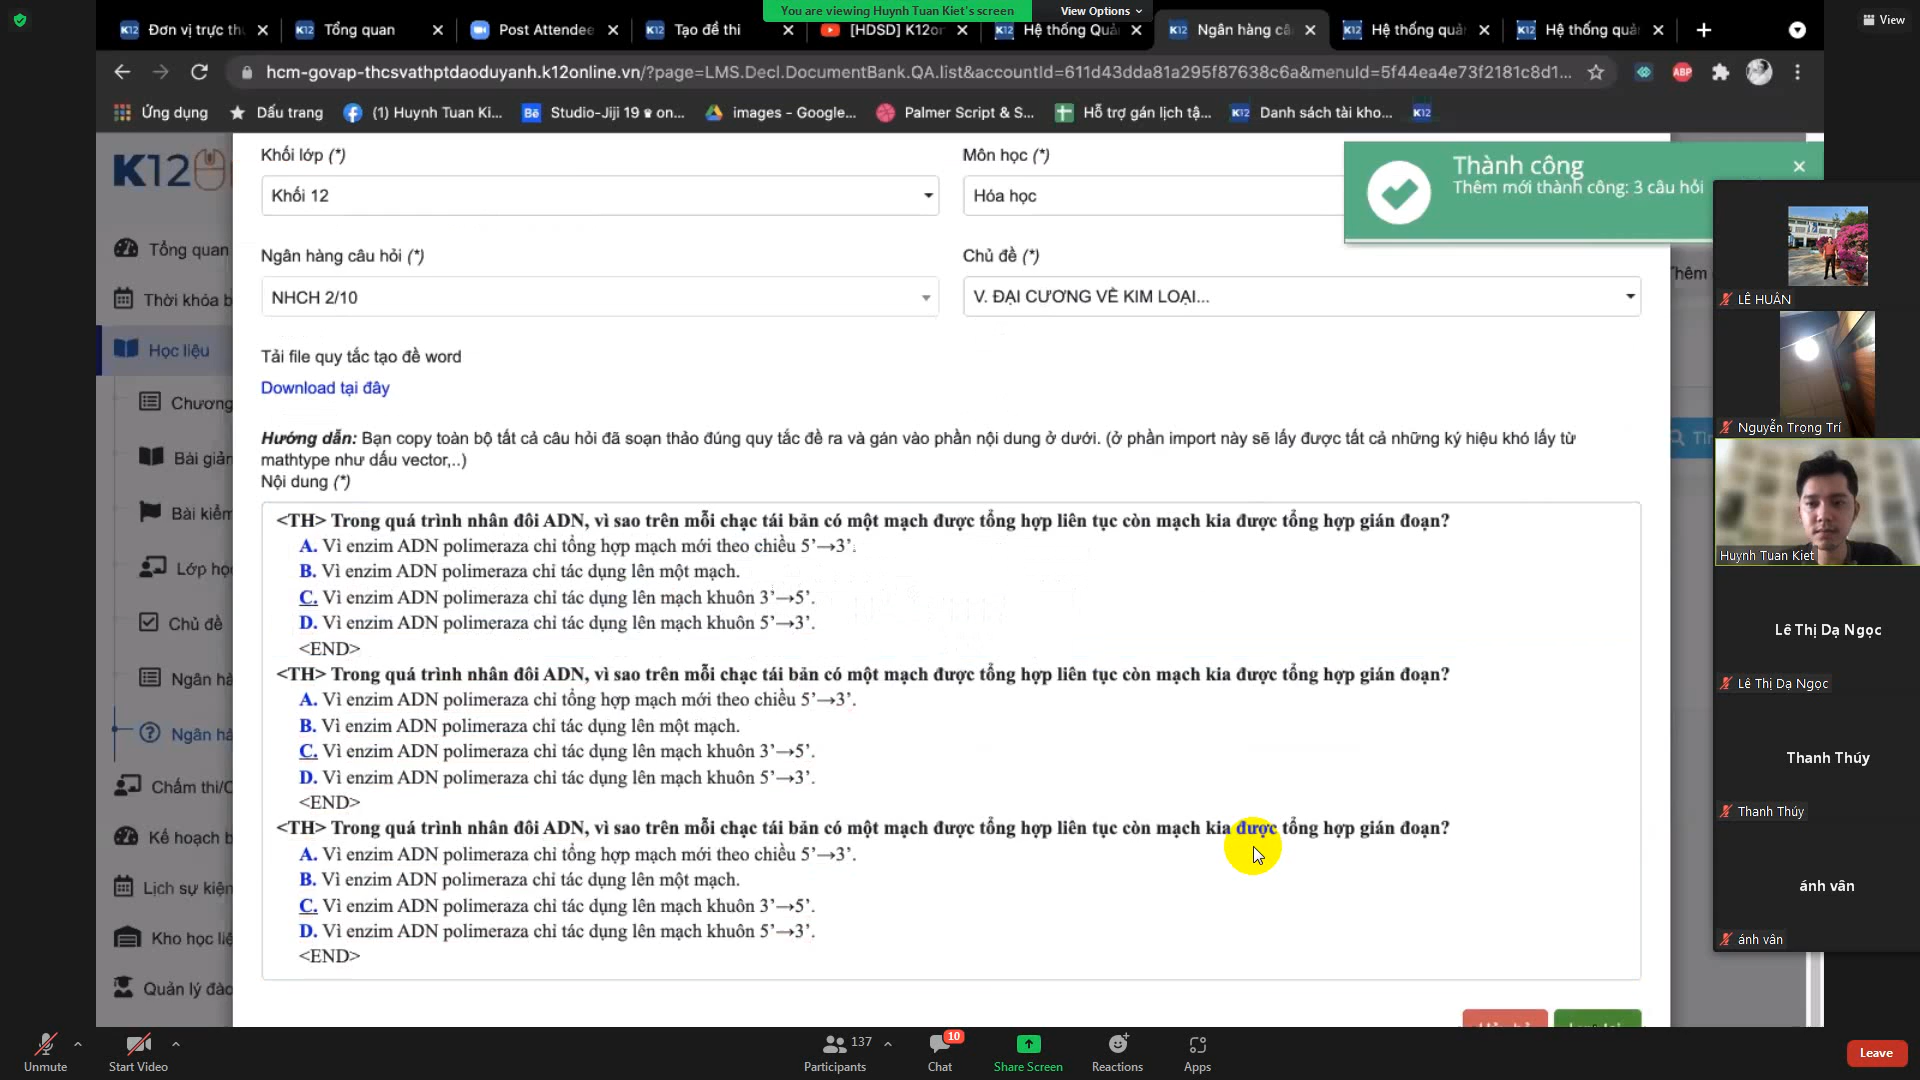 You are viewing Huynh Tuan Kiet's screen
View Options
View
Đơn vị trực th
Tổng quan
Post Attendee
Tạo đề thi
[HDSD] K12on
Hệ thống Quả
Ngân hàng câ
Hệ thống quả
Hệ thống quả
hcm-govap-thcsvathptdaoduyanh.k12online.vn/?page=LMS.Decl.DocumentBank.QA.list&accountId=611d43dda81a295f87638c6a&menuId=5f44ea4e73f2181c8d1...
ABP
Ứng dụng
Dấu trang
(1) Huynh Tuan Ki...
Studio-Jiji 19 ♛ on...
images - Google...
Palmer Script & S...
Hỗ trợ gán lịch tậ...
Danh sách tài kho...
K12
K12
Tổng quan
Thời khóa b
Học liệu
Chương
Bài giản
Bài kiểm
Lớp họ
Chủ đề
Ngân hà
Ngân hà
Chấm thi/C
Kế hoạch b
Lịch sự kiện
Kho học liệ
Quản lý đào
Khối lớp (*)
Môn học (*)
Khối 12
Hóa học
Thành công
Thêm mới thành công: 3 câu hỏi
Ngân hàng câu hỏi (*)
Chủ đề (*)
NHCH 2/10
V. ĐẠI CƯƠNG VỀ KIM LOẠI...
Tải file quy tắc tạo đề word
Download tại đây
Hướng dẫn: Bạn copy toàn bộ tất cả câu hỏi đã soạn thảo đúng quy tắc đề ra và gán vào phần nội dung ở dưới. (ở phần import này sẽ lấy được tất cả những ký hiệu khó lấy từ
mathtype như dấu vector,..)
Nội dung (*)
<TH> Trong quá trình nhân đôi ADN, vì sao trên mỗi chạc tái bản có một mạch được tổng hợp liên tục còn mạch kia được tổng hợp gián đoạn?
A. Vì enzim ADN polimeraza chỉ tổng hợp mạch mới theo chiều 5’→3’.
B. Vì enzim ADN polimeraza chỉ tác dụng lên một mạch.
C. Vì enzim ADN polimeraza chỉ tác dụng lên mạch khuôn 3’→5’.
D. Vì enzim ADN polimeraza chỉ tác dụng lên mạch khuôn 5’→3’.
<END>
<TH> Trong quá trình nhân đôi ADN, vì sao trên mỗi chạc tái bản có một mạch được tổng hợp liên tục còn mạch kia được tổng hợp gián đoạn?
A. Vì enzim ADN polimeraza chỉ tổng hợp mạch mới theo chiều 5’→3’.
B. Vì enzim ADN polimeraza chỉ tác dụng lên một mạch.
C. Vì enzim ADN polimeraza chỉ tác dụng lên mạch khuôn 3’→5’.
D. Vì enzim ADN polimeraza chỉ tác dụng lên mạch khuôn 5’→3’.
<END>
<TH> Trong quá trình nhân đôi ADN, vì sao trên mỗi chạc tái bản có một mạch được tổng hợp liên tục còn mạch kia được tổng hợp gián đoạn?
A. Vì enzim ADN polimeraza chỉ tổng hợp mạch mới theo chiều 5’→3’.
B. Vì enzim ADN polimeraza chỉ tác dụng lên một mạch.
C. Vì enzim ADN polimeraza chỉ tác dụng lên mạch khuôn 3’→5’.
D. Vì enzim ADN polimeraza chỉ tác dụng lên mạch khuôn 5’→3’.
<END>
LÊ HUÂN
Nguyễn Trọng Trí
Huynh Tuan Kiet
Lê Thị Dạ Ngọc
Lê Thị Dạ Ngọc
Thanh Thúy
Thanh Thúy
ánh vân
ánh vân
Unmute
Start Video
137
Participants
10
Chat
Share Screen
Reactions
Apps
Leave